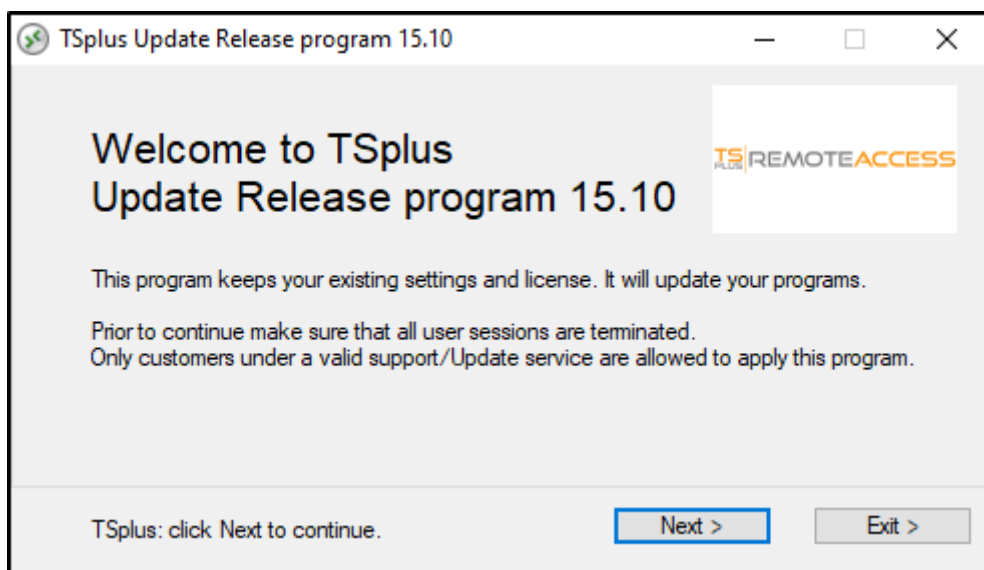 TSplus Update Release program 15.10
Welcome to TSplus
Update Release program 15.10
TS PLUS REMOTEACCESS
This program keeps your existing settings and license. It will update your programs.
Prior to continue make sure that all user sessions are terminated.
Only customers under a valid support/Update service are allowed to apply this program.
TSplus: click Next to continue.
Next >
Exit >